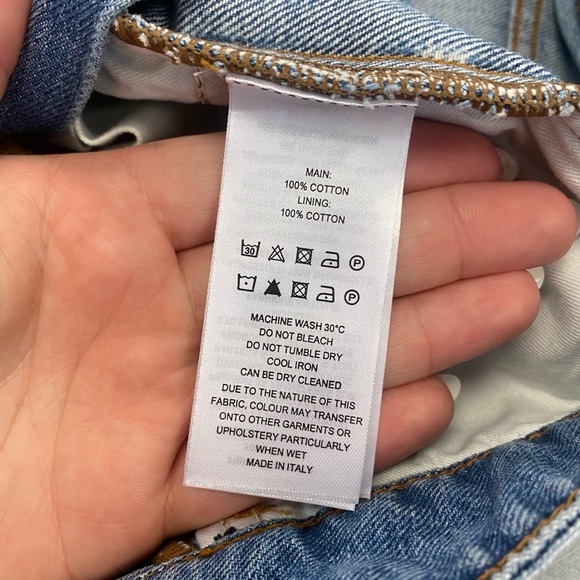 MAIN:
100% COTTON
LINING:
100% COTTON
30 P
P
MACHINE WASH 30°C
DO NOT BLEACH
DO NOT TUMBLE DRY
COOL IRON
CAN BE DRY CLEANED
DUE TO THE NATURE OF THIS
FABRIC, COLOUR MAY TRANSFER
ONTO OTHER GARMENTS OR
UPHOLSTERY PARTICULARLY
WHEN WET
MADE IN ITALY